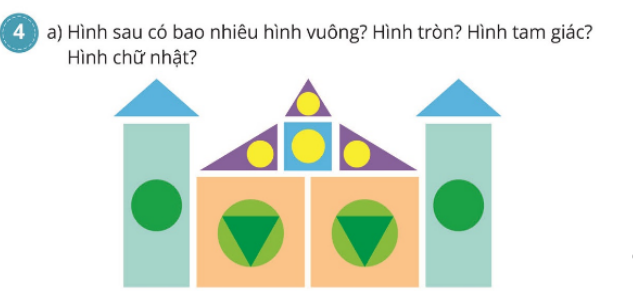 4 a) Hình sau có bao nhiêu hình vuông? Hình tròn? Hình tam giác?
Hình chữ nhật?